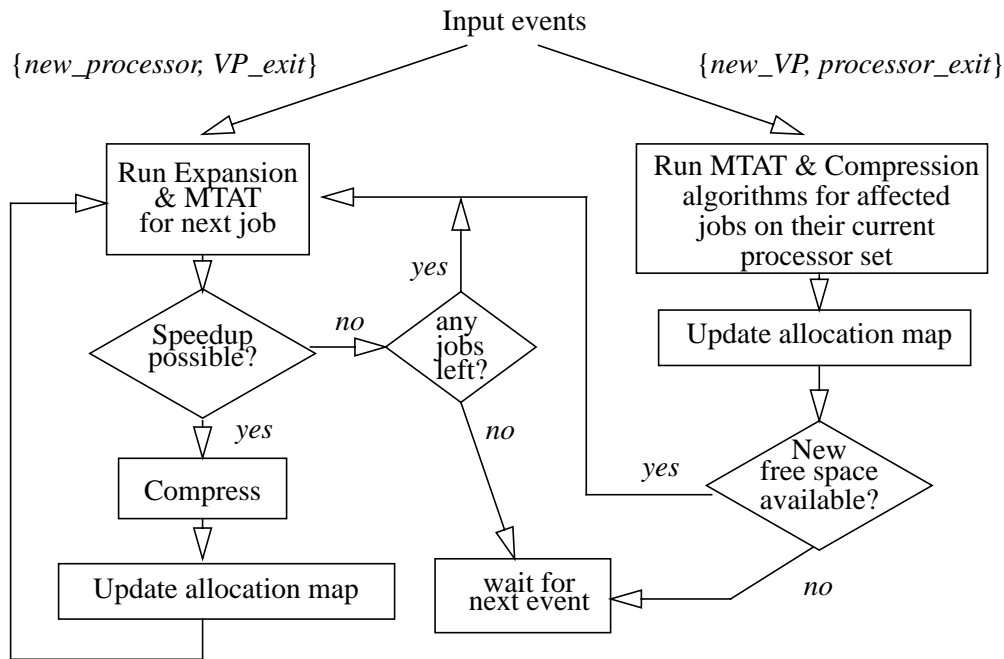 Input events
{new_processor, VP_exit}
{new_VP, processor_exit}
Run Expansion
& MTAT
for next job
Run MTAT & Compression
algorithms for affected
jobs on their current
processor set
yes
Speedup
possible?
no
any
jobs
left?
Update allocation map
yes
no
Compress
New
free space
available?
yes
Update allocation map
wait for
next event
no